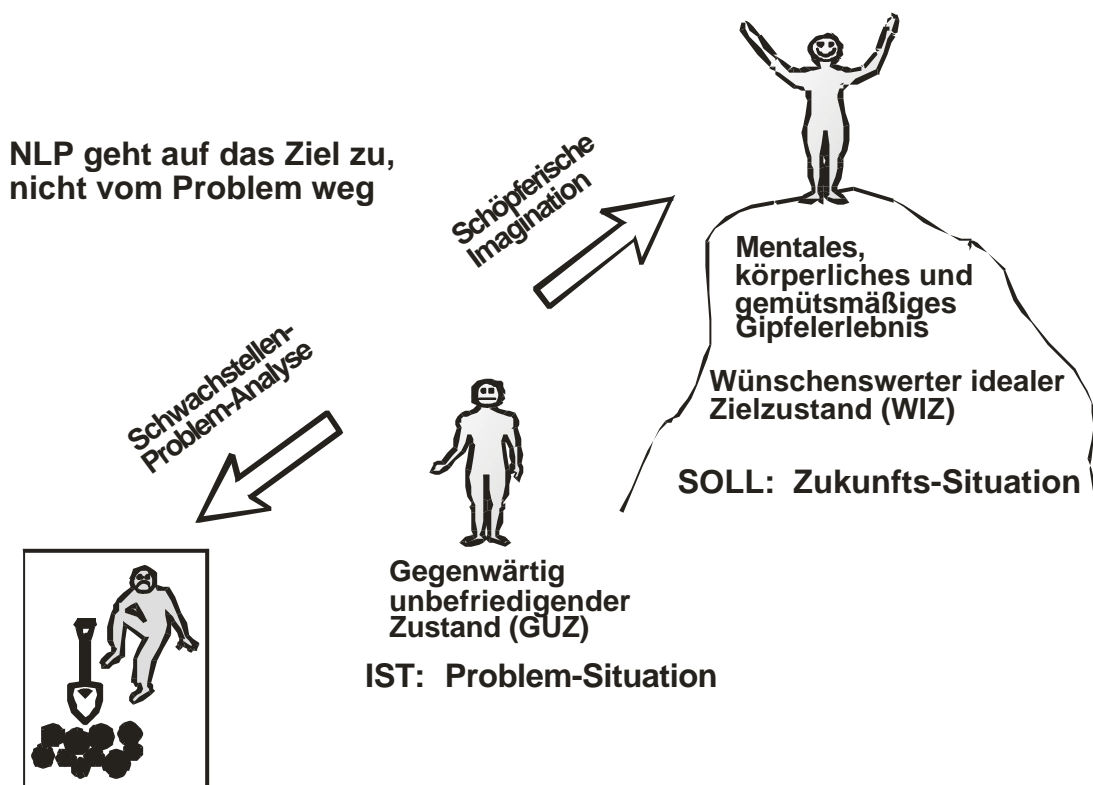 NLP geht auf das Ziel zu,
nicht vom Problem weg
Schöpferische
Imagination
Mentales,
körperliches und
gemütsmäßiges
Gipfelerlebnis
Wünschenswerter idealer
Zielzustand (WIZ)
SOLL: Zukunfts-Situation
Schwachstellen-
Problem-Analyse
Gegenwärtig
unbefriedigender
Zustand (GUZ)
IST: Problem-Situation